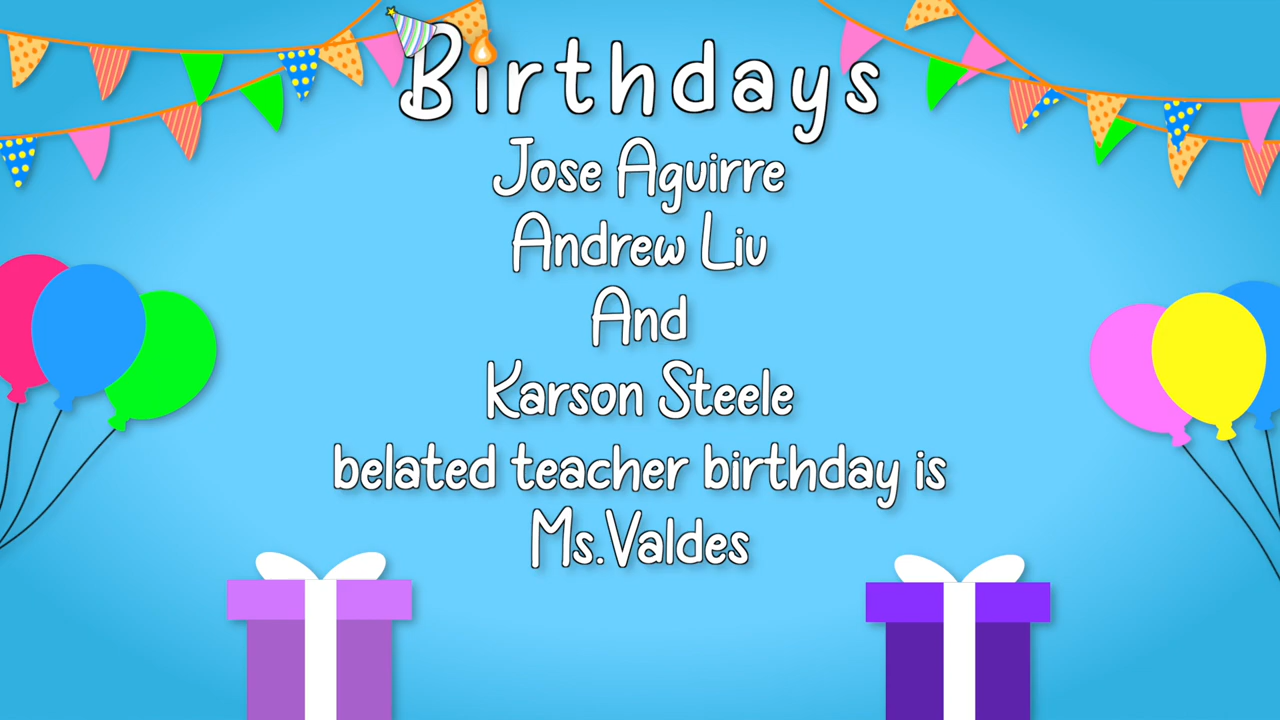 Birthdays
Jose Aguirre
Andrew Liu
And
Karson Steele
belated teacher birthday is
Ms.Valdes